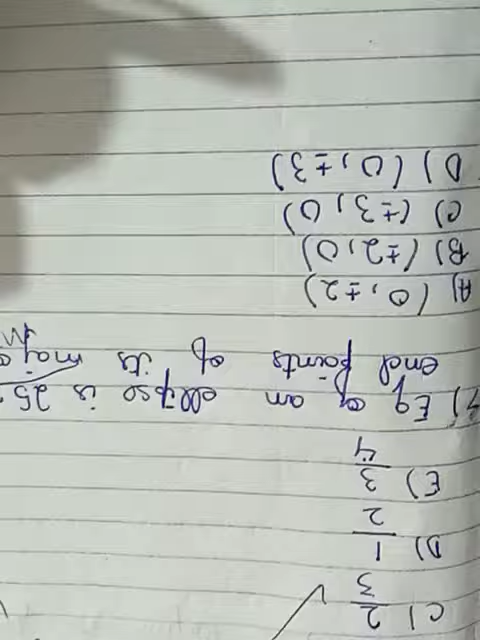 C) 2/3 ✓
D) 1/2
E) 3/4
7) Eq of an ellipse is 25
end points of its major
A) (0, ±2)
B) (±2, 0)
C) (±3, 0)
D) (0, ±3)